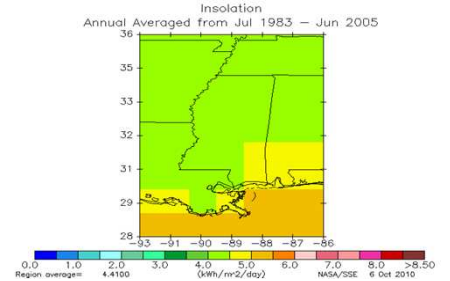 Insolation
Annual Averaged from Jul 1983 – Jun 2005
36
35
33
32
31
29
28
-93 -91 -90 -89 -88 -87 -86
0.0 1.0 2.0 3.0 4.0 5.0 6.0 7.0 8.0 >8.50
Region average= 4.4100 (kWh/m^2/day) NASA/SSE 6 Oct 2010